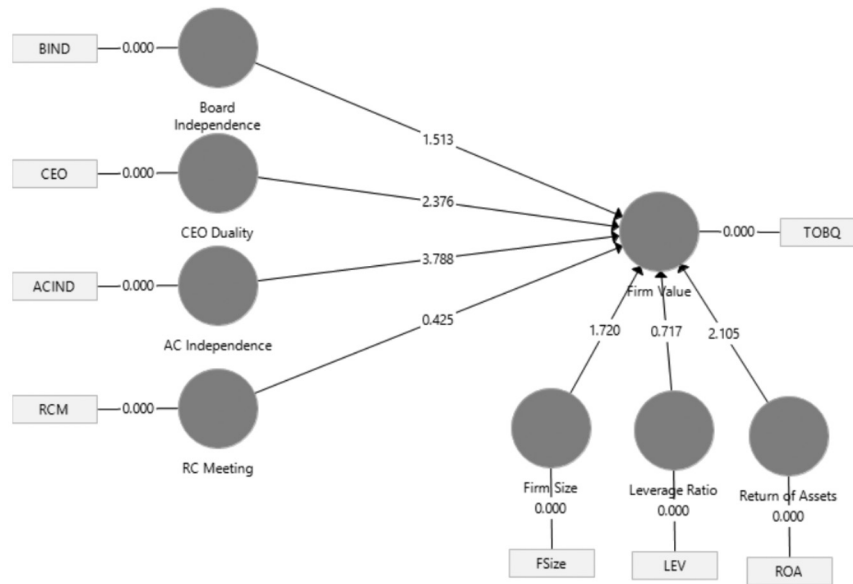 BIND
0.000
Board
Independence
1.513
CEO
0.000
CEO Duality
2.376
ACIND
0.000
AC Independence
3.788
RCM
0.000
RC Meeting
0.425
Firm Value
0.000
TOBQ
1.720
0.717
2.105
Firm Size
Leverage Ratio
Return of Assets
0.000
0.000
0.000
FSize
LEV
ROA